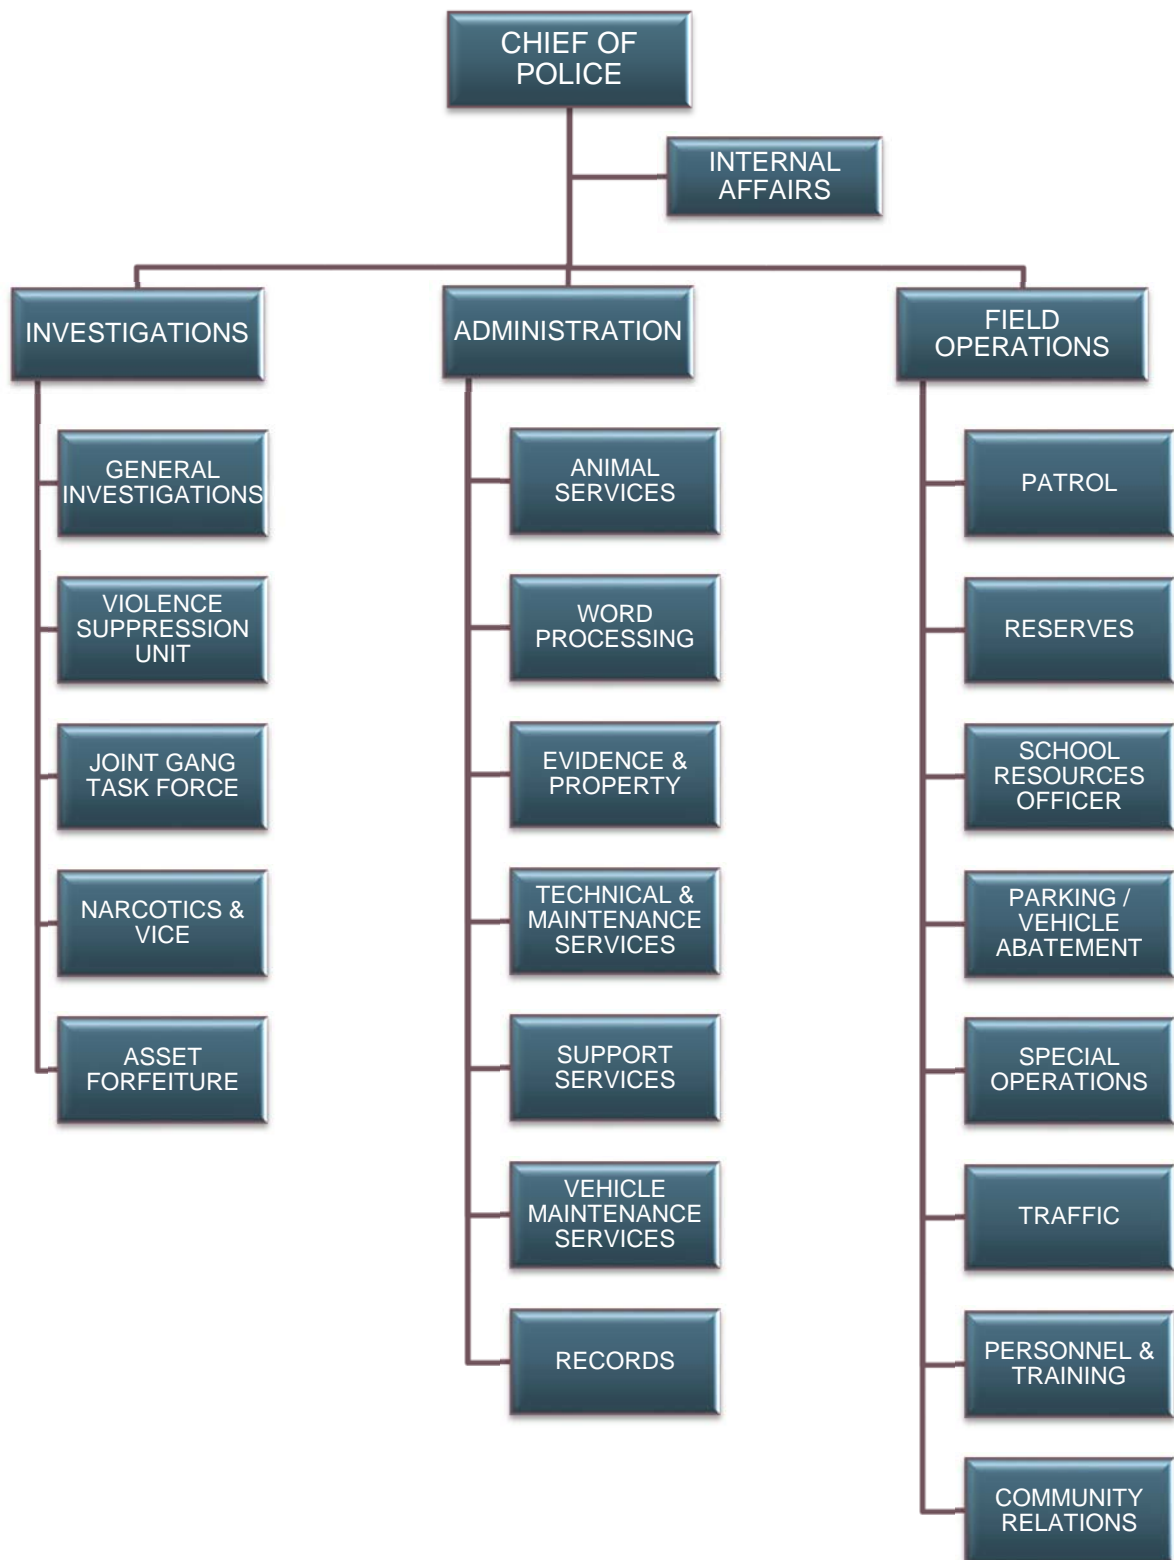 CHIEF OF
POLICE
INTERNAL
AFFAIRS
INVESTIGATIONS
GENERAL
INVESTIGATIONS
VIOLENCE
SUPPRESSION
UNIT
JOINT GANG
TASK FORCE
NARCOTICS &
VICE
ASSET
FORFEITURE
ADMINISTRATION
ANIMAL
SERVICES
WORD
PROCESSING
EVIDENCE &
PROPERTY
TECHNICAL &
MAINTENANCE
SERVICES
SUPPORT
SERVICES
VEHICLE
MAINTENANCE
SERVICES
RECORDS
FIELD
OPERATIONS
PATROL
RESERVES
SCHOOL
RESOURCES
OFFICER
PARKING /
VEHICLE
ABATEMENT
SPECIAL
OPERATIONS
TRAFFIC
PERSONNEL &
TRAINING
COMMUNITY
RELATIONS